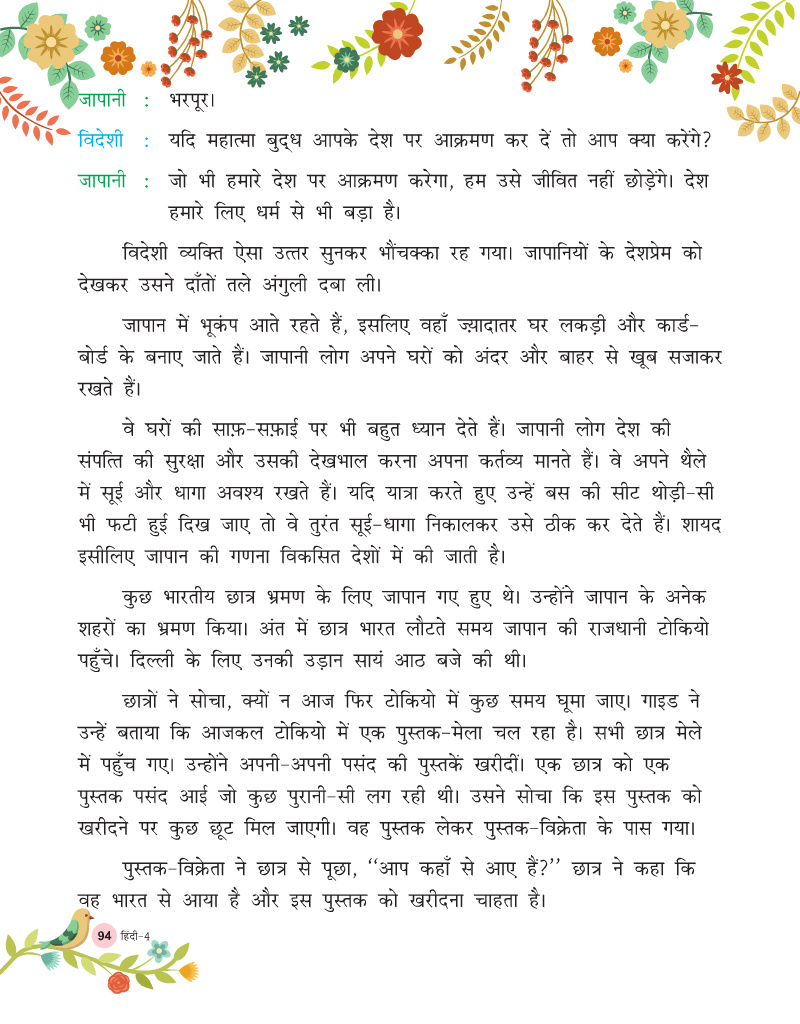 जापानी : भरपूर।
विदेशी : यदि महात्मा बुद्ध आपके देश पर आक्रमण कर दें तो आप क्या करेंगे?
जापानी : जो भी हमारे देश पर आक्रमण करेगा, हम उसे जीवित नहीं छोड़ेंगे। देश
हमारे लिए धर्म से भी बड़ा है।
विदेशी व्यक्ति ऐसा उत्तर सुनकर भौंचक्का रह गया। जापानियों के देशप्रेम को
देखकर उसने दाँतों तले अंगुली दबा ली।
जापान में भूकंप आते रहते हैं, इसलिए वहाँ ज्य़ादातर घर लकड़ी और कार्ड-
बोर्ड के बनाए जाते हैं। जापानी लोग अपने घरों को अंदर और बाहर से खूब सजाकर
रखते हैं।
वे घरों की साफ़-सफ़ाई पर भी बहुत ध्यान देते हैं। जापानी लोग देश की
संपत्ति की सुरक्षा और उसकी देखभाल करना अपना कर्तव्य मानते हैं। वे अपने थैले
में सूई और धागा अवश्य रखते हैं। यदि यात्रा करते हुए उन्हें बस की सीट थोड़ी-सी
भी फटी हुई दिख जाए तो वे तुरंत सूई-धागा निकालकर उसे ठीक कर देते हैं। शायद
इसीलिए जापान की गणना विकसित देशों में की जाती है।
कुछ भारतीय छात्र भ्रमण के लिए जापान गए हुए थे। उन्होंने जापान के अनेक
शहरों का भ्रमण किया। अंत में छात्र भारत लौटते समय जापान की राजधानी टोकियो
पहुँचे। दिल्ली के लिए उनकी उड़ान सायं आठ बजे की थी।
छात्रों ने सोचा, क्यों न आज फिर टोकियो में कुछ समय घूमा जाए। गाइड ने
उन्हें बताया कि आजकल टोकियो में एक पुस्तक-मेला चल रहा है। सभी छात्र मेले
में पहुँच गए। उन्होंने अपनी-अपनी पसंद की पुस्तकें खरीदीं। एक छात्र को एक
पुस्तक पसंद आई जो कुछ पुरानी-सी लग रही थी। उसने सोचा कि इस पुस्तक को
खरीदने पर कुछ छूट मिल जाएगी। वह पुस्तक लेकर पुस्तक-विक्रेता के पास गया।
पुस्तक-विक्रेता ने छात्र से पूछा, ‘‘आप कहाँ से आए हैं?’’ छात्र ने कहा कि
वह भारत से आया है और इस पुस्तक को खरीदना चाहता है।
94 हिंदी-4